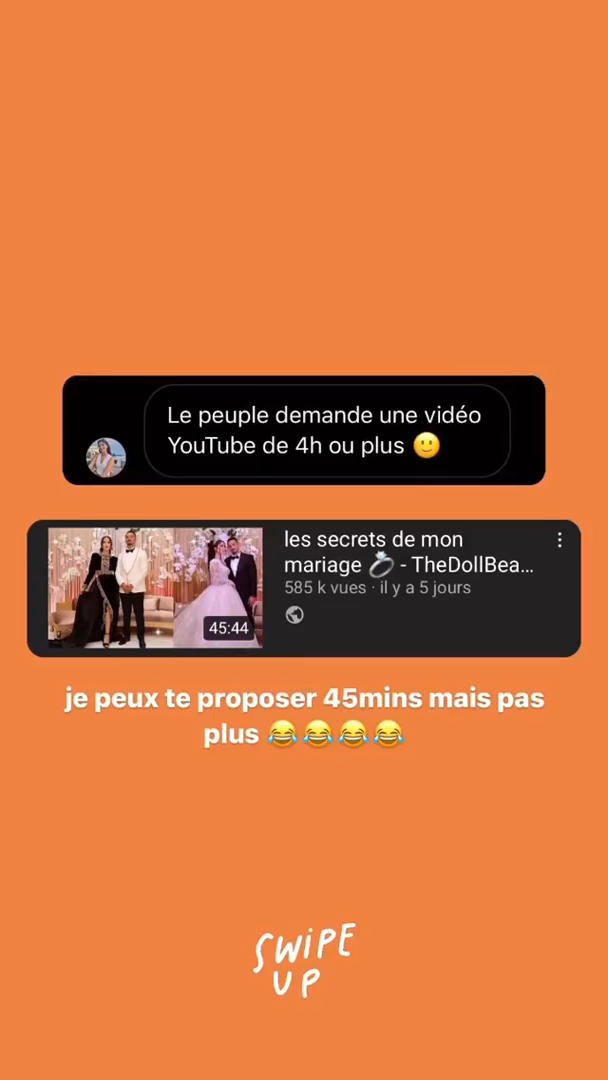 Le peuple demande une vidéo
YouTube de 4h ou plus 🙂
les secrets de mon
mariage 💍 - TheDollBea...
585 k vues · il y a 5 jours
45:44
je peux te proposer 45mins mais pas
plus 😂😂😂😂
SWIPE
UP